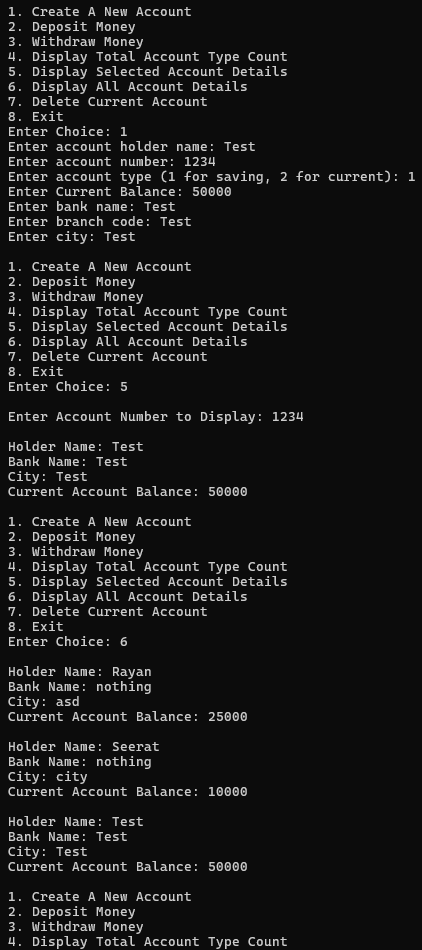 1. Create A New Account
2. Deposit Money
3. Withdraw Money
4. Display Total Account Type Count
5. Display Selected Account Details
6. Display All Account Details
7. Delete Current Account
8. Exit
Enter Choice: 1
Enter account holder name: Test
Enter account number: 1234
Enter account type (1 for saving, 2 for current): 1
Enter Current Balance: 50000
Enter bank name: Test
Enter branch code: Test
Enter city: Test
1. Create A New Account
2. Deposit Money
3. Withdraw Money
4. Display Total Account Type Count
5. Display Selected Account Details
6. Display All Account Details
7. Delete Current Account
8. Exit
Enter Choice: 5
Enter Account Number to Display: 1234
Holder Name: Test
Bank Name: Test
City: Test
Current Account Balance: 50000
1. Create A New Account
2. Deposit Money
3. Withdraw Money
4. Display Total Account Type Count
5. Display Selected Account Details
6. Display All Account Details
7. Delete Current Account
8. Exit
Enter Choice: 6
Holder Name: Rayan
Bank Name: nothing
City: asd
Current Account Balance: 25000
Holder Name: Seerat
Bank Name: nothing
City: city
Current Account Balance: 10000
Holder Name: Test
Bank Name: Test
City: Test
Current Account Balance: 50000
1. Create A New Account
2. Deposit Money
3. Withdraw Money
4. Display Total Account Type Count